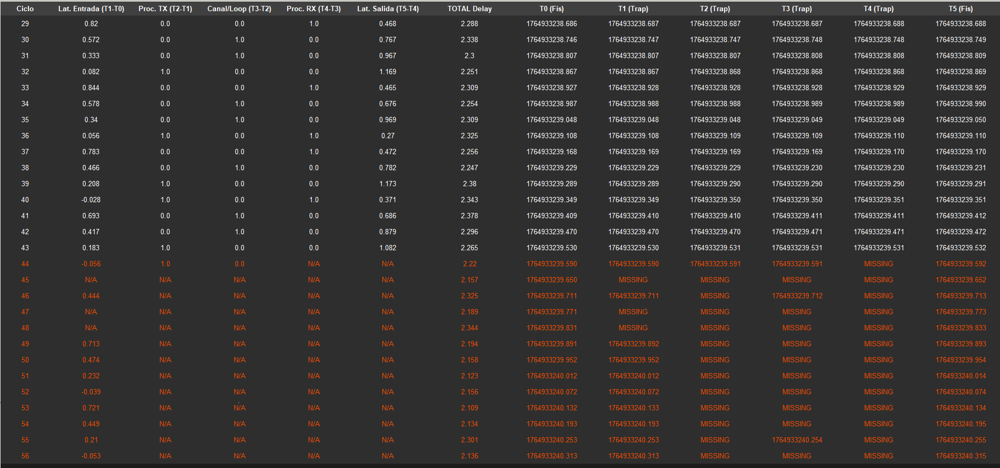 Ciclo Lat. Entrada (T1-T0) Proc. TX (T2-T1) Canal/Loop (T3-T2) Proc. RX (T4-T3) Lat. Salida (T5-T4) TOTAL Delay T0 (Fis) T1 (Trap) T2 (Trap) T3 (Trap) T4 (Trap) T5 (Fis)
29 0.82 0.0 0.0 1.0 0.468 2.288 1764933238.686 1764933238.687 1764933238.687 1764933238.687 1764933238.688 1764933238.688
30 0.572 0.0 1.0 0.0 0.767 2.338 1764933238.746 1764933238.747 1764933238.747 1764933238.748 1764933238.748 1764933238.749
31 0.333 0.0 1.0 0.0 0.967 2.3 1764933238.807 1764933238.807 1764933238.807 1764933238.808 1764933238.808 1764933238.809
32 0.082 1.0 0.0 0.0 1.169 2.251 1764933238.867 1764933238.867 1764933238.868 1764933238.868 1764933238.868 1764933238.869
33 0.844 0.0 0.0 1.0 0.465 2.309 1764933238.927 1764933238.928 1764933238.928 1764933238.928 1764933238.929 1764933238.929
34 0.578 0.0 1.0 0.0 0.676 2.254 1764933238.987 1764933238.988 1764933238.988 1764933238.989 1764933238.989 1764933238.990
35 0.34 0.0 1.0 0.0 0.969 2.309 1764933239.048 1764933239.048 1764933239.048 1764933239.049 1764933239.049 1764933239.050
36 0.056 1.0 0.0 1.0 0.27 2.325 1764933239.108 1764933239.108 1764933239.109 1764933239.109 1764933239.110 1764933239.110
37 0.783 0.0 0.0 1.0 0.472 2.256 1764933239.168 1764933239.169 1764933239.169 1764933239.169 1764933239.170 1764933239.170
38 0.466 0.0 1.0 0.0 0.782 2.247 1764933239.229 1764933239.229 1764933239.229 1764933239.230 1764933239.230 1764933239.231
39 0.208 1.0 0.0 0.0 1.173 2.38 1764933239.289 1764933239.289 1764933239.290 1764933239.290 1764933239.290 1764933239.291
40 -0.028 1.0 0.0 1.0 0.371 2.343 1764933239.349 1764933239.349 1764933239.350 1764933239.350 1764933239.351 1764933239.351
41 0.693 0.0 1.0 0.0 0.686 2.378 1764933239.409 1764933239.410 1764933239.410 1764933239.411 1764933239.411 1764933239.412
42 0.417 0.0 1.0 0.0 0.879 2.296 1764933239.470 1764933239.470 1764933239.470 1764933239.471 1764933239.471 1764933239.472
43 0.183 1.0 0.0 0.0 1.082 2.265 1764933239.530 1764933239.530 1764933239.531 1764933239.531 1764933239.531 1764933239.532
44 -0.056 1.0 0.0 N/A N/A 2.22 1764933239.590 1764933239.590 1764933239.591 1764933239.591 MISSING 1764933239.592
45 N/A N/A N/A N/A N/A 2.157 1764933239.650 MISSING MISSING MISSING MISSING 1764933239.652
46 0.444 N/A N/A N/A N/A 2.325 1764933239.711 1764933239.711 MISSING 1764933239.712 MISSING 1764933239.713
47 N/A N/A N/A N/A N/A 2.189 1764933239.771 MISSING MISSING MISSING MISSING 1764933239.773
48 N/A N/A N/A N/A N/A 2.344 1764933239.831 MISSING MISSING MISSING MISSING 1764933239.833
49 0.713 N/A N/A N/A N/A 2.194 1764933239.891 1764933239.892 MISSING MISSING MISSING 1764933239.893
50 0.474 N/A N/A N/A N/A 2.158 1764933239.952 1764933239.952 MISSING MISSING MISSING 1764933239.954
51 0.232 N/A N/A N/A N/A 2.123 1764933240.012 1764933240.012 MISSING MISSING MISSING 1764933240.014
52 -0.039 N/A N/A N/A N/A 2.156 1764933240.072 1764933240.072 MISSING MISSING MISSING 1764933240.074
53 0.721 N/A N/A N/A N/A 2.109 1764933240.132 1764933240.133 MISSING MISSING MISSING 1764933240.134
54 0.449 N/A N/A N/A N/A 2.134 1764933240.193 1764933240.193 MISSING MISSING MISSING 1764933240.195
55 0.21 N/A N/A N/A N/A 2.301 1764933240.253 1764933240.253 MISSING 1764933240.254 MISSING 1764933240.255
56 -0.053 N/A N/A N/A N/A 2.136 1764933240.313 1764933240.313 MISSING MISSING MISSING 1764933240.315